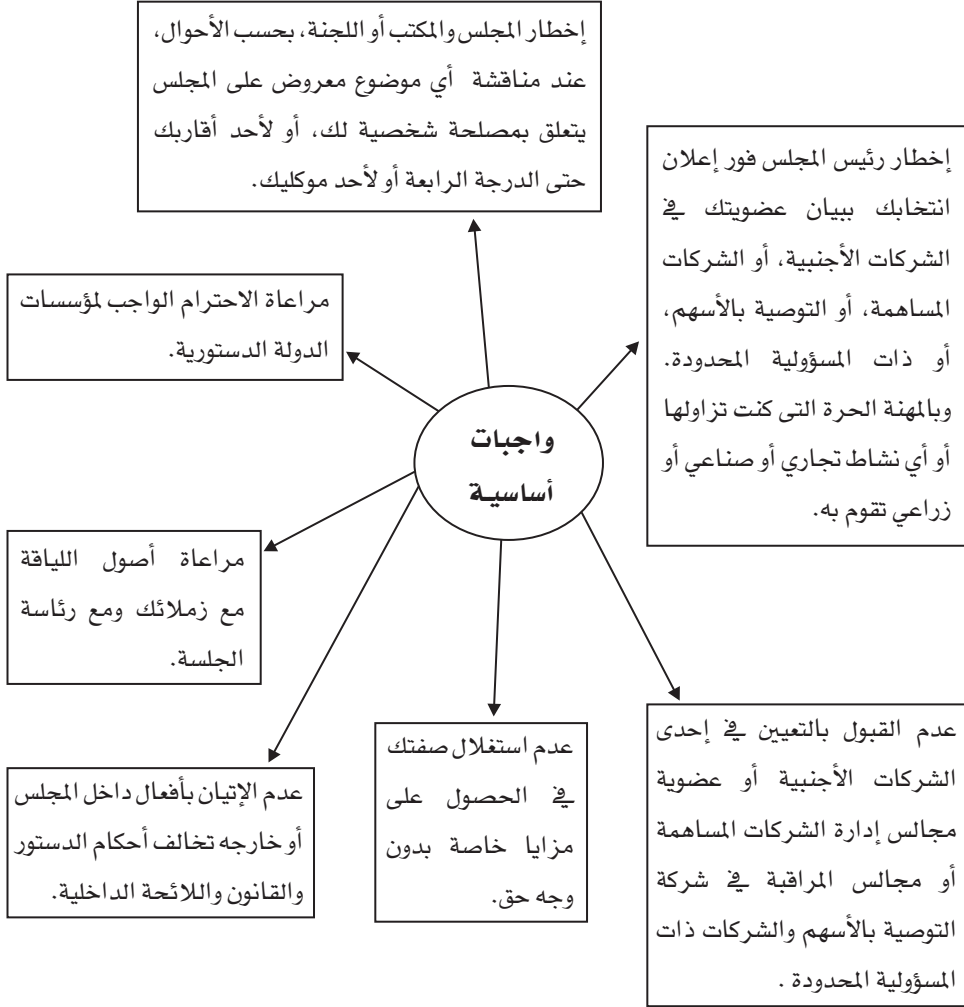 إخطار المجلس والمكتب أو اللجنة، بحسب الأحوال،
عند مناقشة أي موضوع معروض على المجلس
يتعلق بمصلحة شخصية لك، أو لأحد أقاربك
حتى الدرجة الرابعة أو لأحد موكليك.
إخطار رئيس المجلس فور إعلان
انتخابك ببيان عضويتك في
الشركات الأجنبية، أو الشركات
المساهمة، أو التوصية بالأسهم،
أو ذات المسؤولية المحدودة.
وبالمهنة الحرة التى كنت تزاولها
أو أي نشاط تجاري أو صناعي أو
زراعي تقوم به.
مراعاة الاحترام الواجب لمؤسسات
الدولة الدستورية.
واجبات
أساسية
مراعاة أصول اللياقة
مع زملائك ومع رئاسة
الجلسة.
عدم القبول بالتعيين في إحدى
الشركات الأجنبية أو عضوية
مجالس إدارة الشركات المساهمة
أو مجالس المراقبة في شركة
التوصية بالأسهم والشركات ذات
المسؤولية المحدودة .
عدم استغلال صفتك
في الحصول على
مزايا خاصة بدون
وجه حق.
عدم الإتيان بأفعال داخل المجلس
أو خارجه تخالف أحكام الدستور
والقانون واللائحة الداخلية.